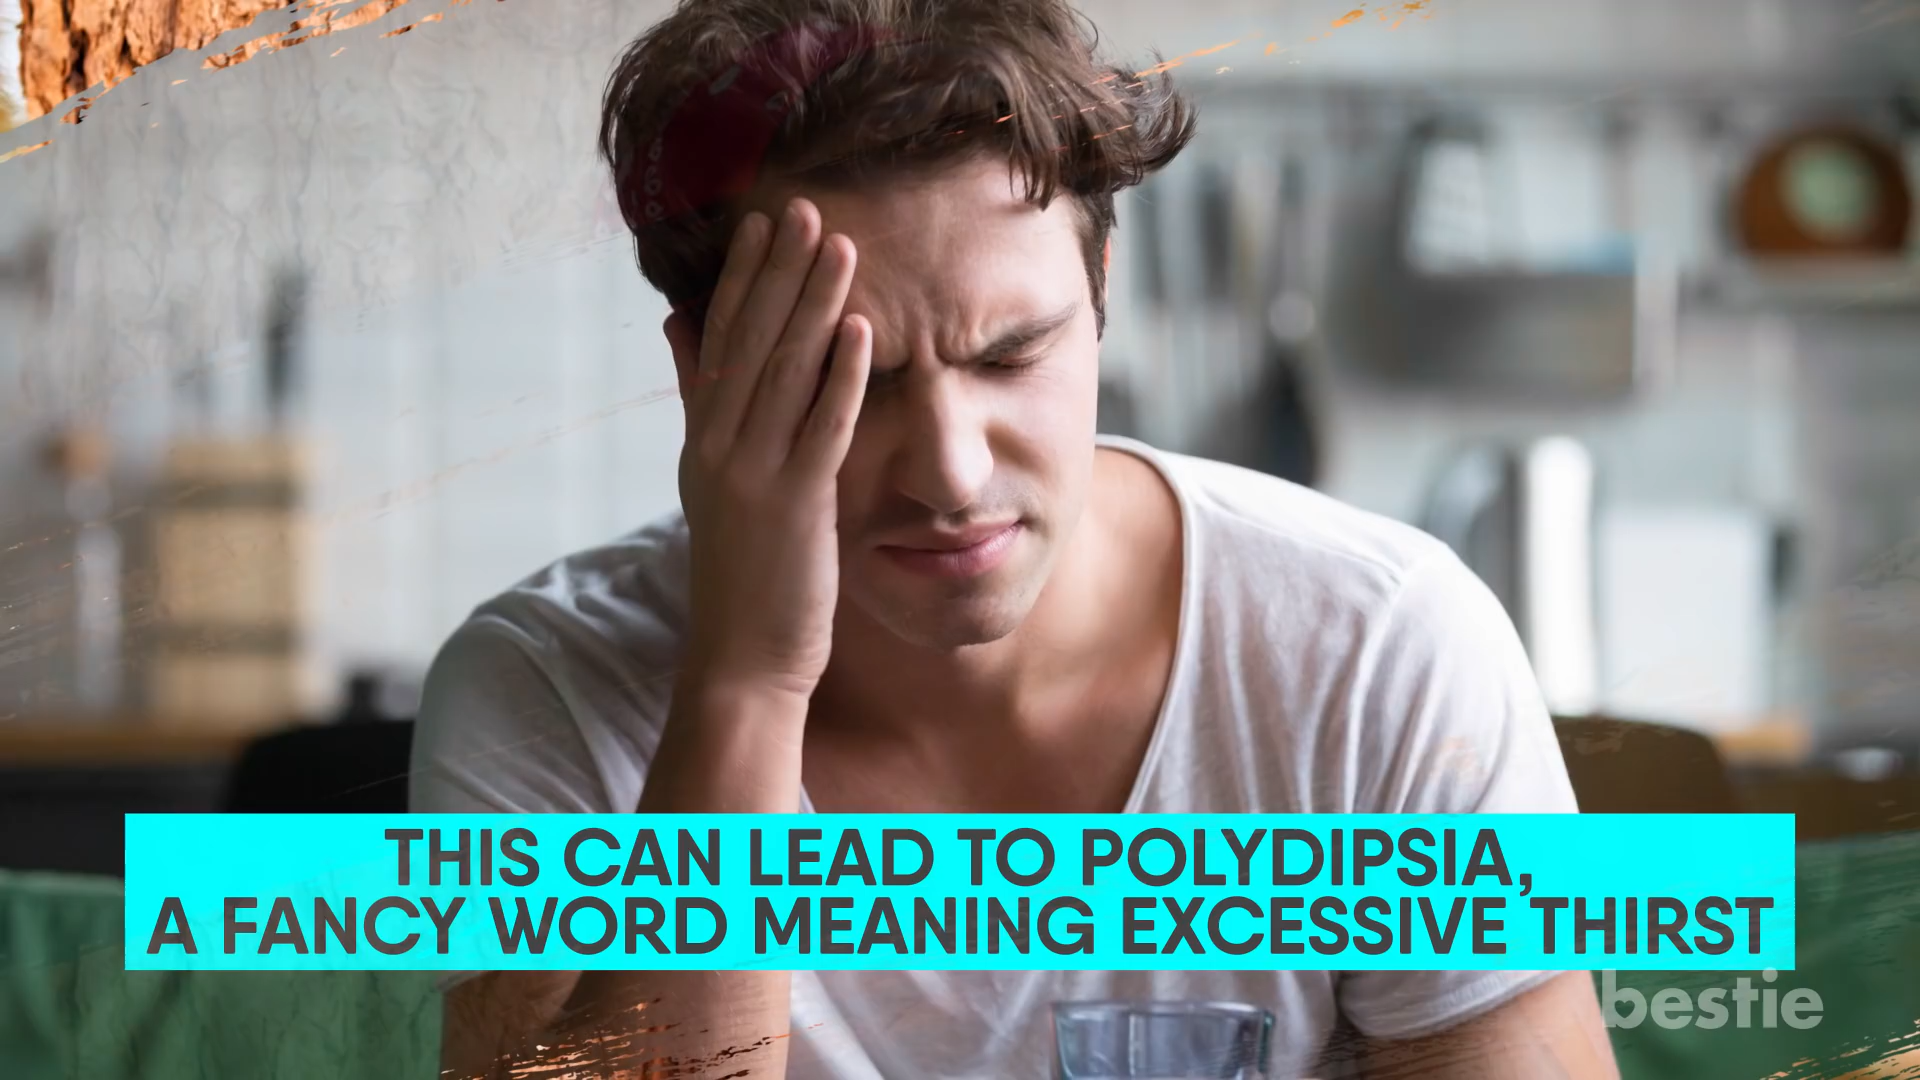 THIS CAN LEAD TO POLYDIPSIA,
A FANCY WORD MEANING EXCESSIVE THIRST
bestie